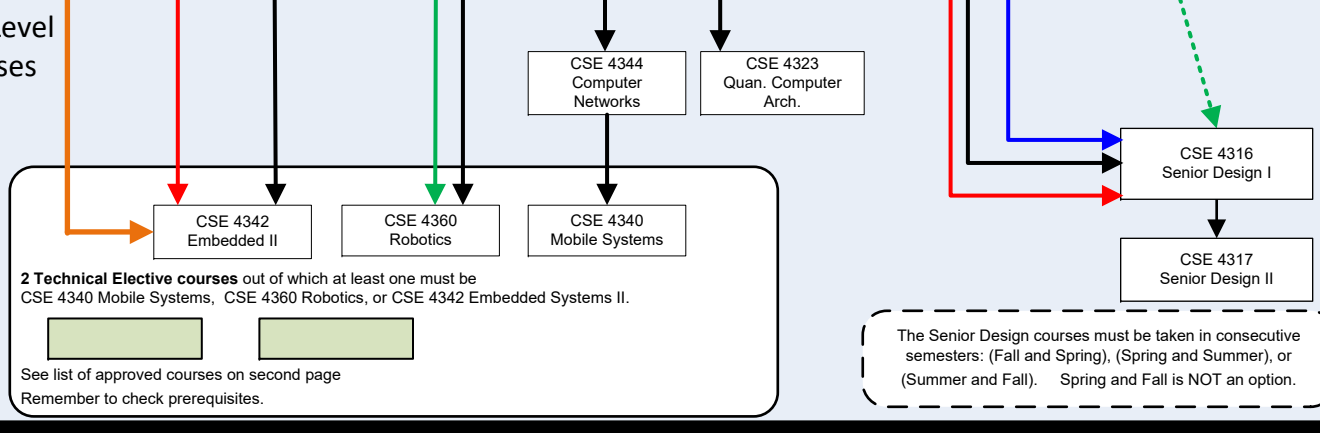 CSE 4344
Computer
Networks
CSE 4323
Quan. Computer
Arch.
CSE 4316
Senior Design I
CSE 4342
Embedded II
CSE 4360
Robotics
CSE 4340
Mobile Systems
CSE 4317
Senior Design II
2 Technical Elective courses out of which at least one must be
CSE 4340 Mobile Systems,  CSE 4360 Robotics, or CSE 4342 Embedded Systems II.
See list of approved courses on second page
Remember to check prerequisites.
The Senior Design courses must be taken in consecutive
semesters: (Fall and Spring), (Spring and Summer), or
(Summer and Fall).    Spring and Fall is NOT an option.